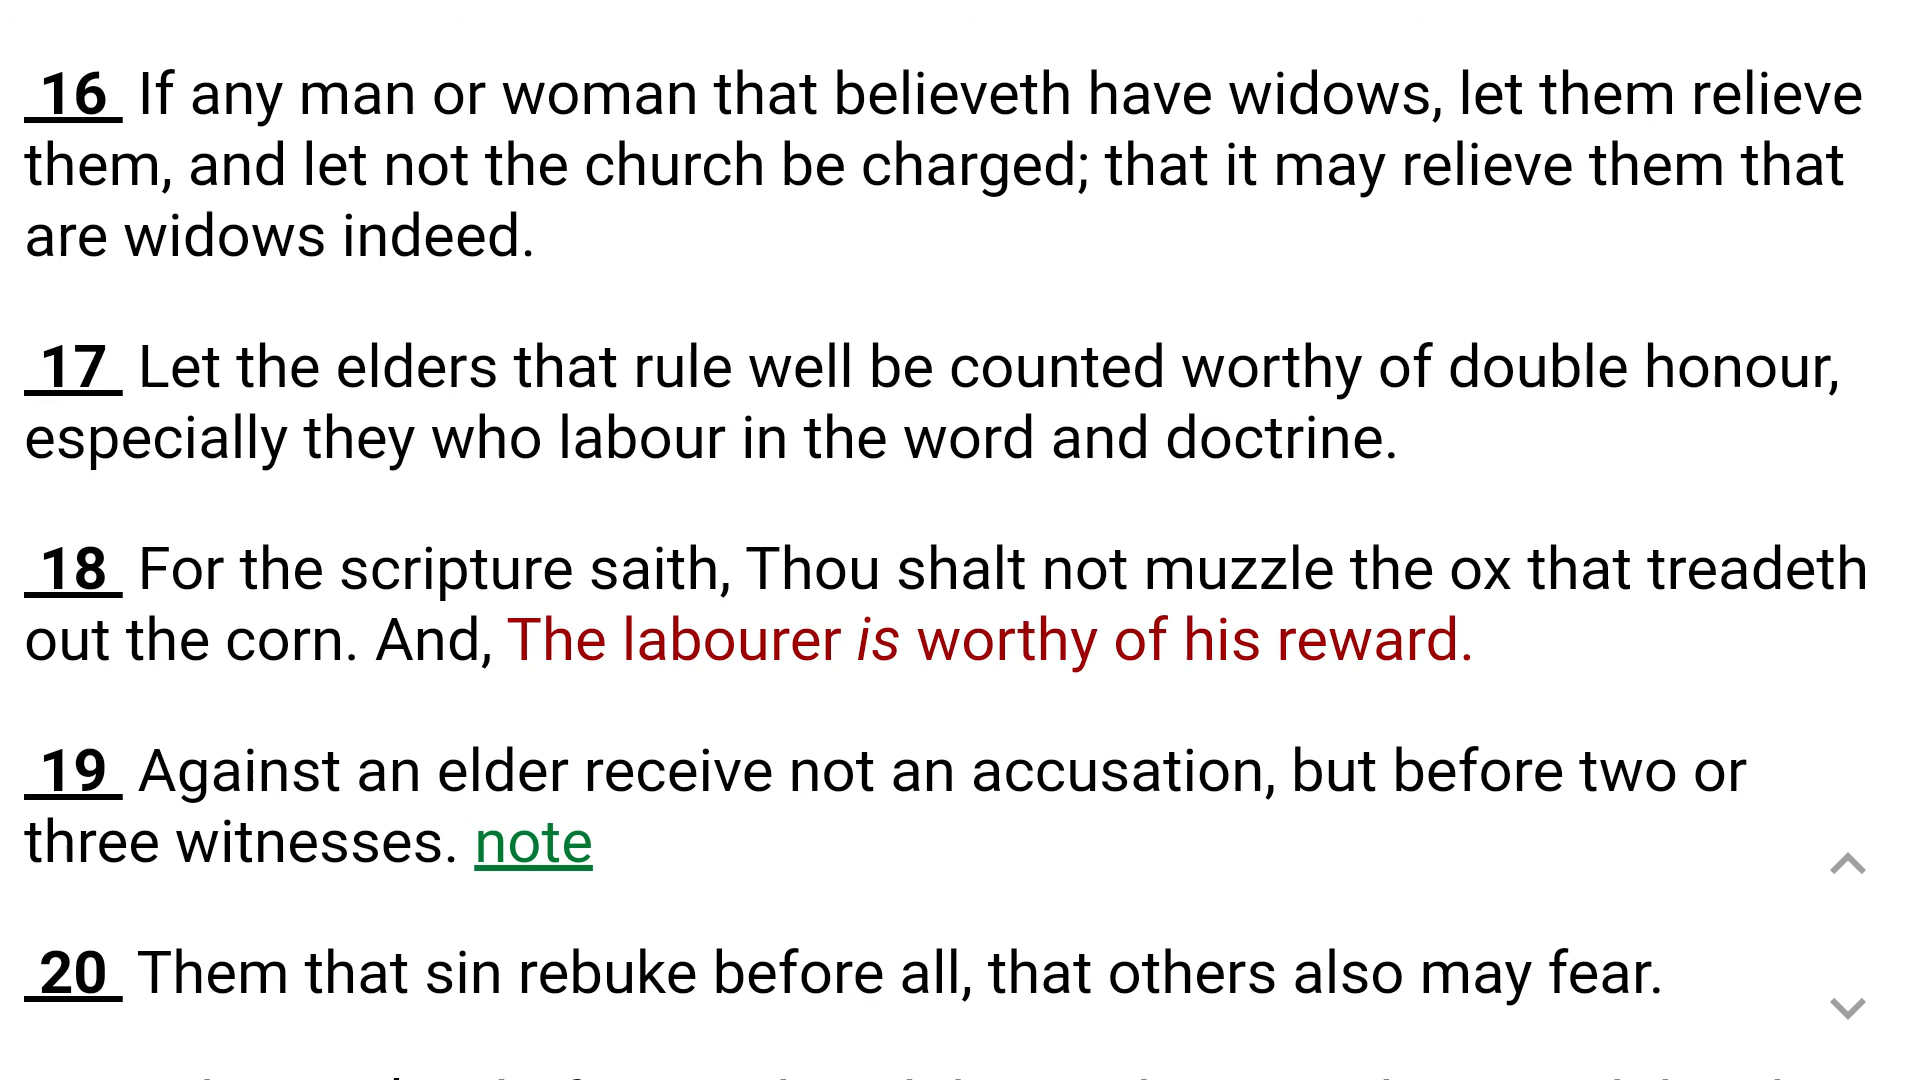 16 If any man or woman that believeth have widows, let them relieve
them, and let not the church be charged; that it may relieve them that
are widows indeed.
17 Let the elders that rule well be counted worthy of double honour,
especially they who labour in the word and doctrine.
18 For the scripture saith, Thou shalt not muzzle the ox that treadeth
out the corn. And, The labourer is worthy of his reward.
19 Against an elder receive not an accusation, but before two or
three witnesses. note
20 Them that sin rebuke before all, that others also may fear.